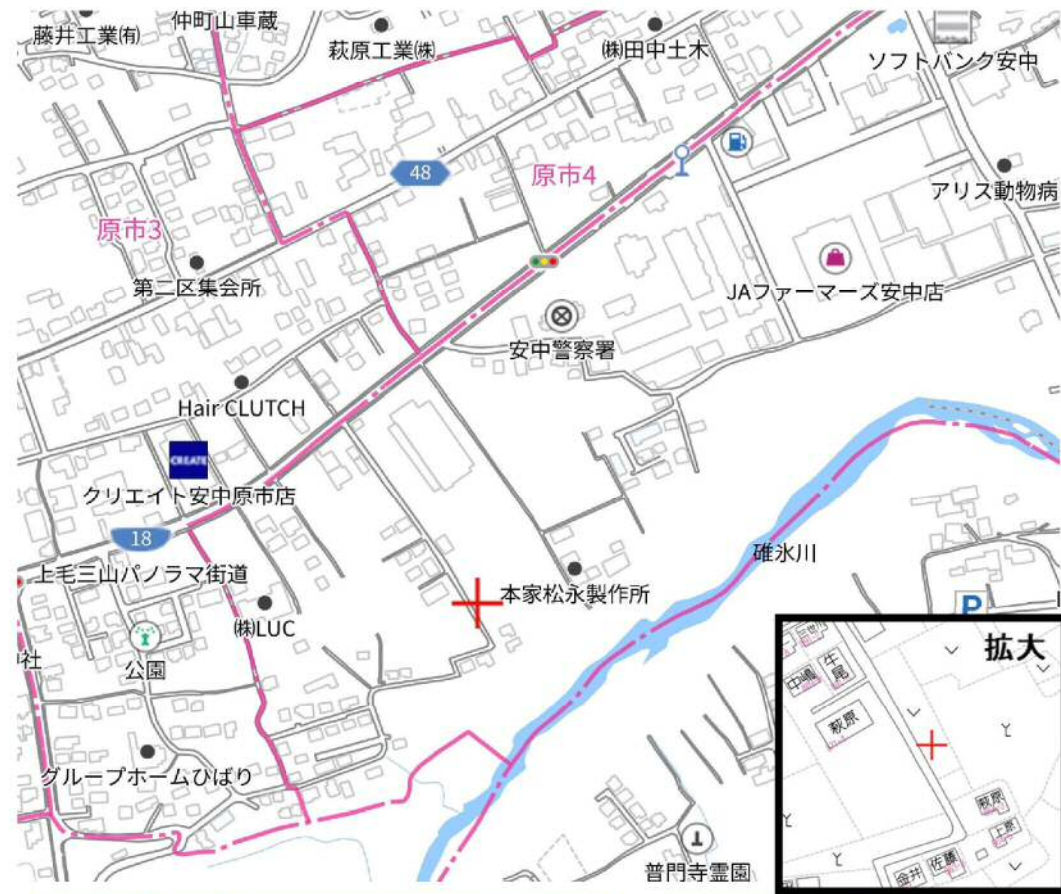 仲町山車蔵
藤井工業(有)
萩原工業(株)
(株)田中土木
ソフトバンク安中
48
原市4
アリス動物病
原市3
第二区集会所
JAファーマーズ安中店
安中警察署
Hair CLUTCH
CREATE
クリエイト安中原市店
18
碓氷川
上毛三山パノラマ街道
本家松永製作所
P
(株)LUC
社
公園
拡大
牛尾
中嶋
萩原
グループホームひばり
萩原
上原
佐藤
金井
普門寺霊園